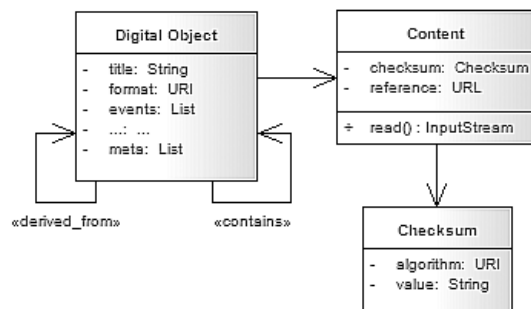 Digital Object
- title: String
- format: URI
- events: List
- ...: ...
- meta: List
«derived_from»
«contains»
Content
- checksum: Checksum
- reference: URL
÷ read() : InputStream
Checksum
- algorithm: URI
- value: String